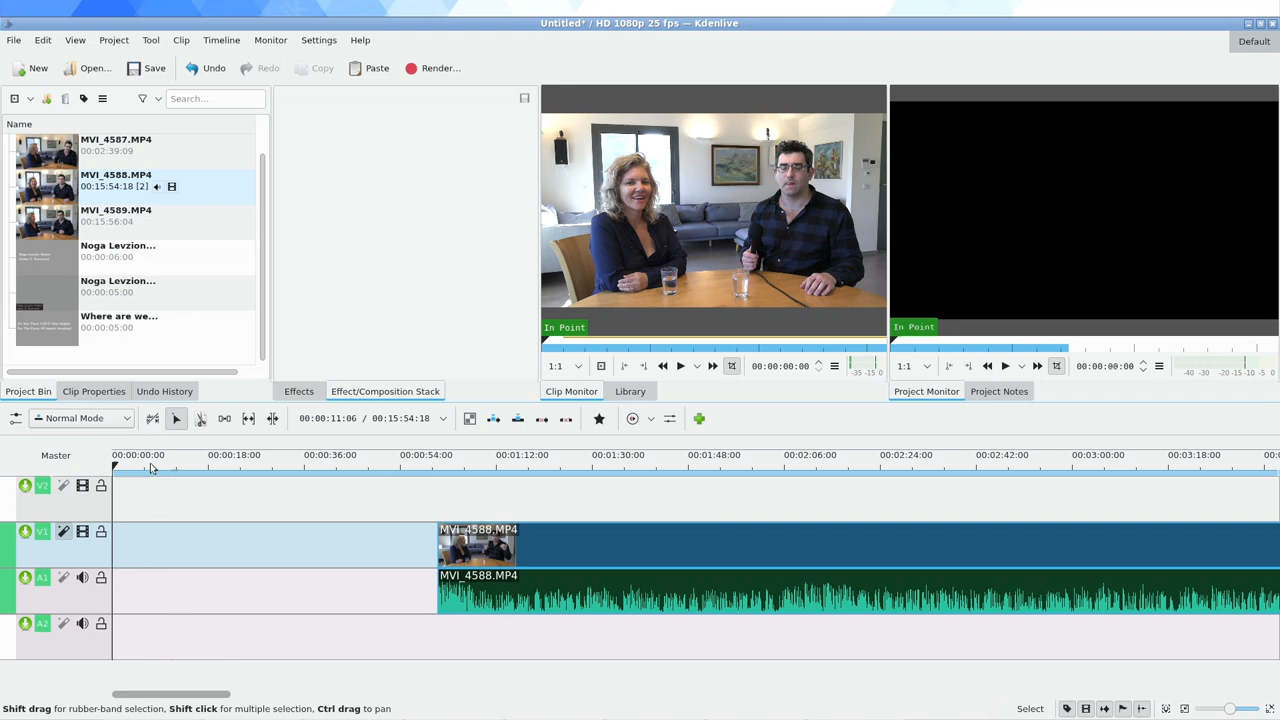 Untitled* / HD 1080p 25 fps — Kdenlive
File Edit View Project Tool Clip Timeline Monitor Settings Help
Default
New Open... Save Undo Redo Copy Paste Render...
Search...
Name
MVI_4587.MP4
00:02:39:09
MVI_4588.MP4
00:15:54:18 [2]
MVI_4589.MP4
00:15:56:04
Noga Levzion...
00:00:06:00
Noga Levzion...
00:00:05:00
Where are we...
00:00:05:00
In Point
In Point
1:1 00:00:00:00 -35 -15 0
1:1 00:00:00:00 -40 -30 -20 -15 -10 -5 0
Project Bin Clip Properties Undo History Effects Effect/Composition Stack Clip Monitor Library Project Monitor Project Notes
Normal Mode 00:00:11:06 / 00:15:54:18
Master 00:00:00:00 00:00:18:00 00:00:36:00 00:00:54:00 00:01:12:00 00:01:30:00 00:01:48:00 00:02:06:00 00:02:24:00 00:02:42:00 00:03:00:00 00:03:18:00
V2
V1 MVI_4588.MP4
A1 MVI_4588.MP4
A2
Shift drag for rubber-band selection, Shift click for multiple selection, Ctrl drag to pan Select